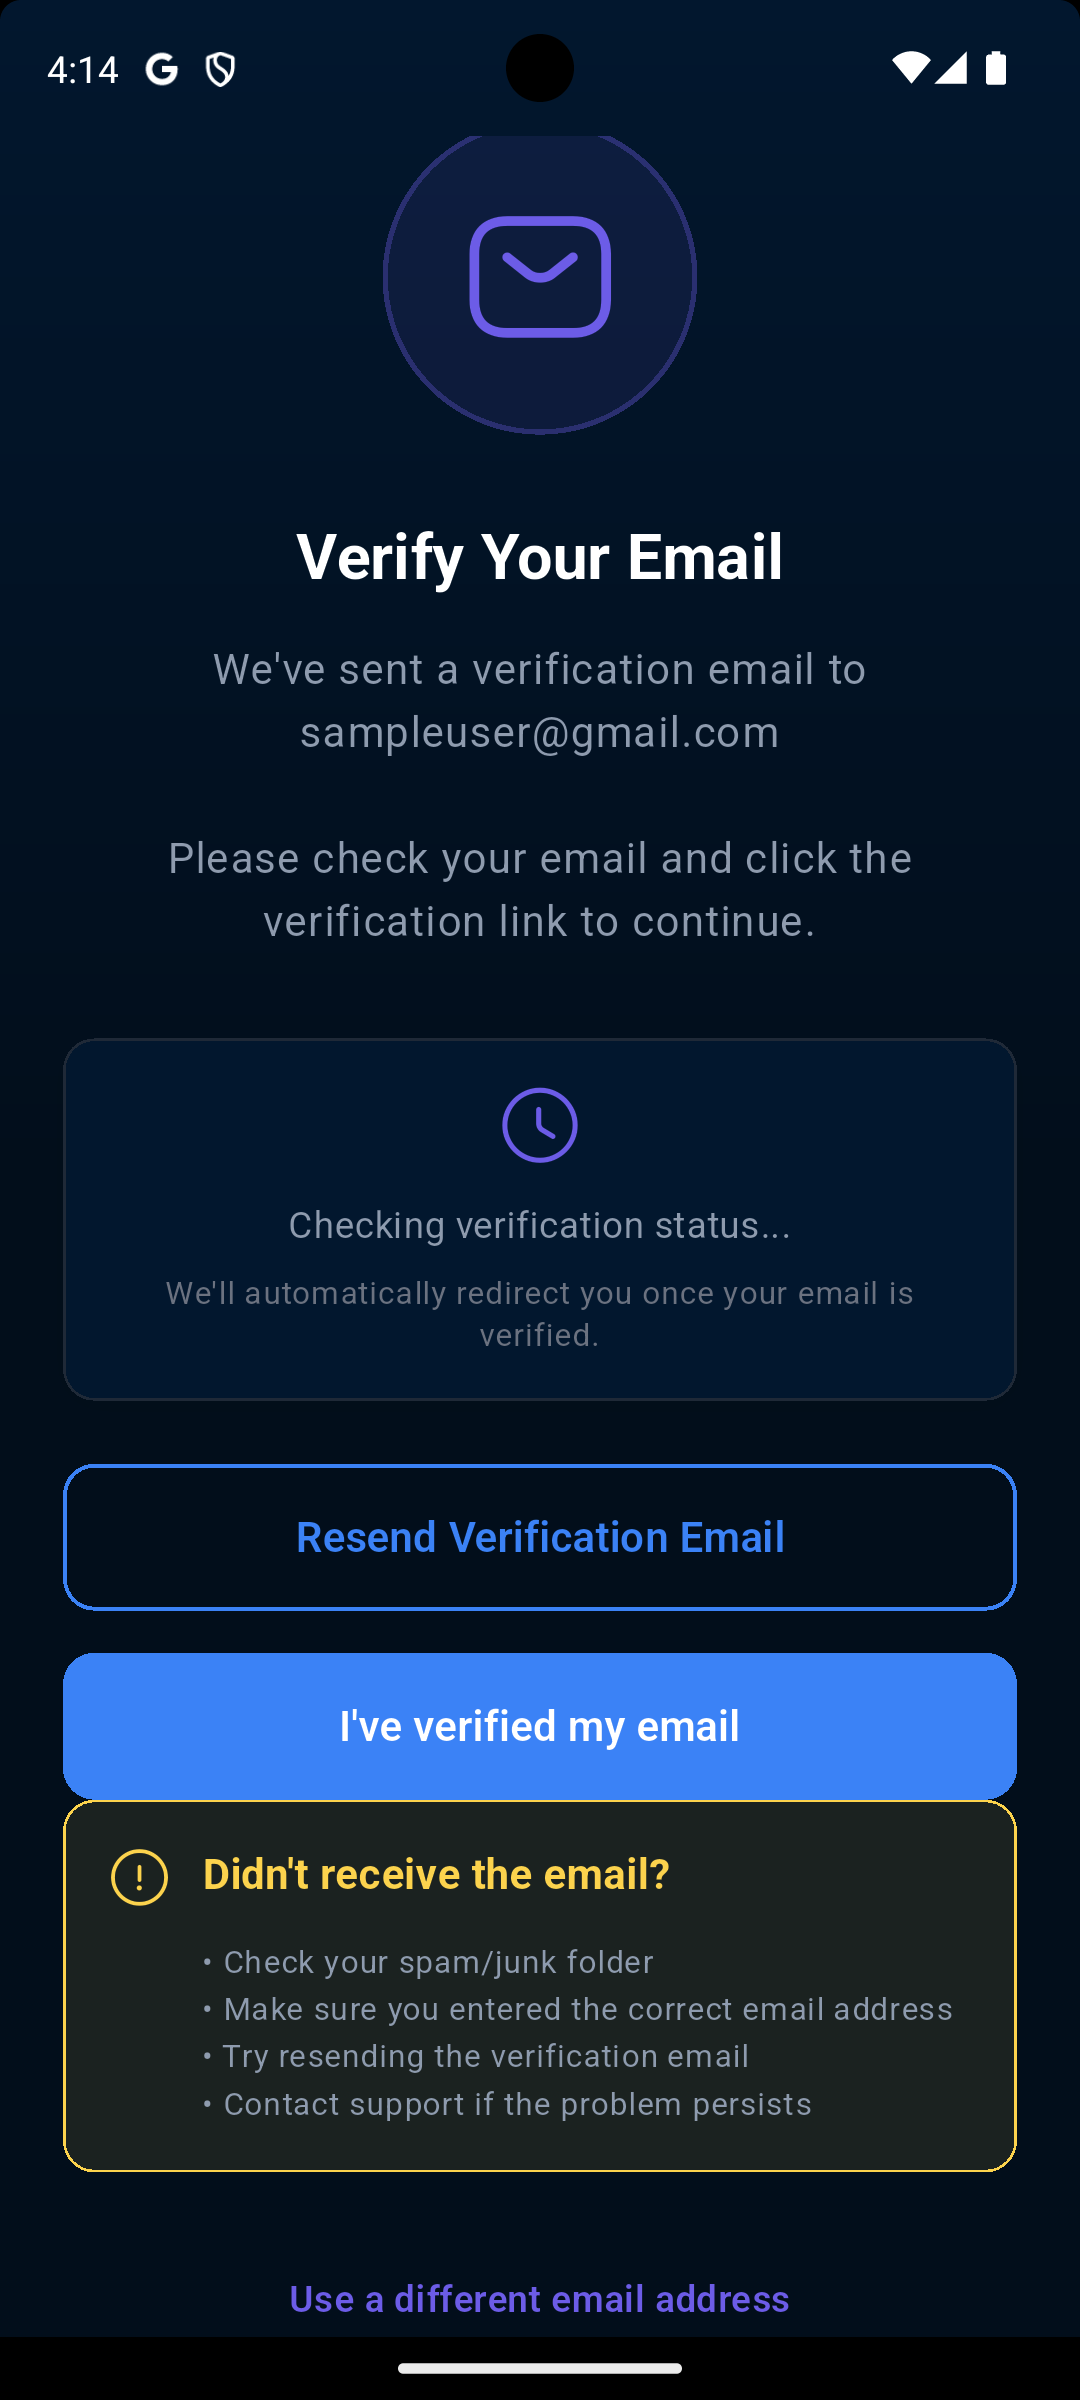 4:14
Verify Your Email
We've sent a verification email to
sampleuser@gmail.com
Please check your email and click the
verification link to continue.
Checking verification status...
We'll automatically redirect you once your email is
verified.
Resend Verification Email
I've verified my email
Didn't receive the email?
• Check your spam/junk folder
• Make sure you entered the correct email address
• Try resending the verification email
• Contact support if the problem persists
Use a different email address